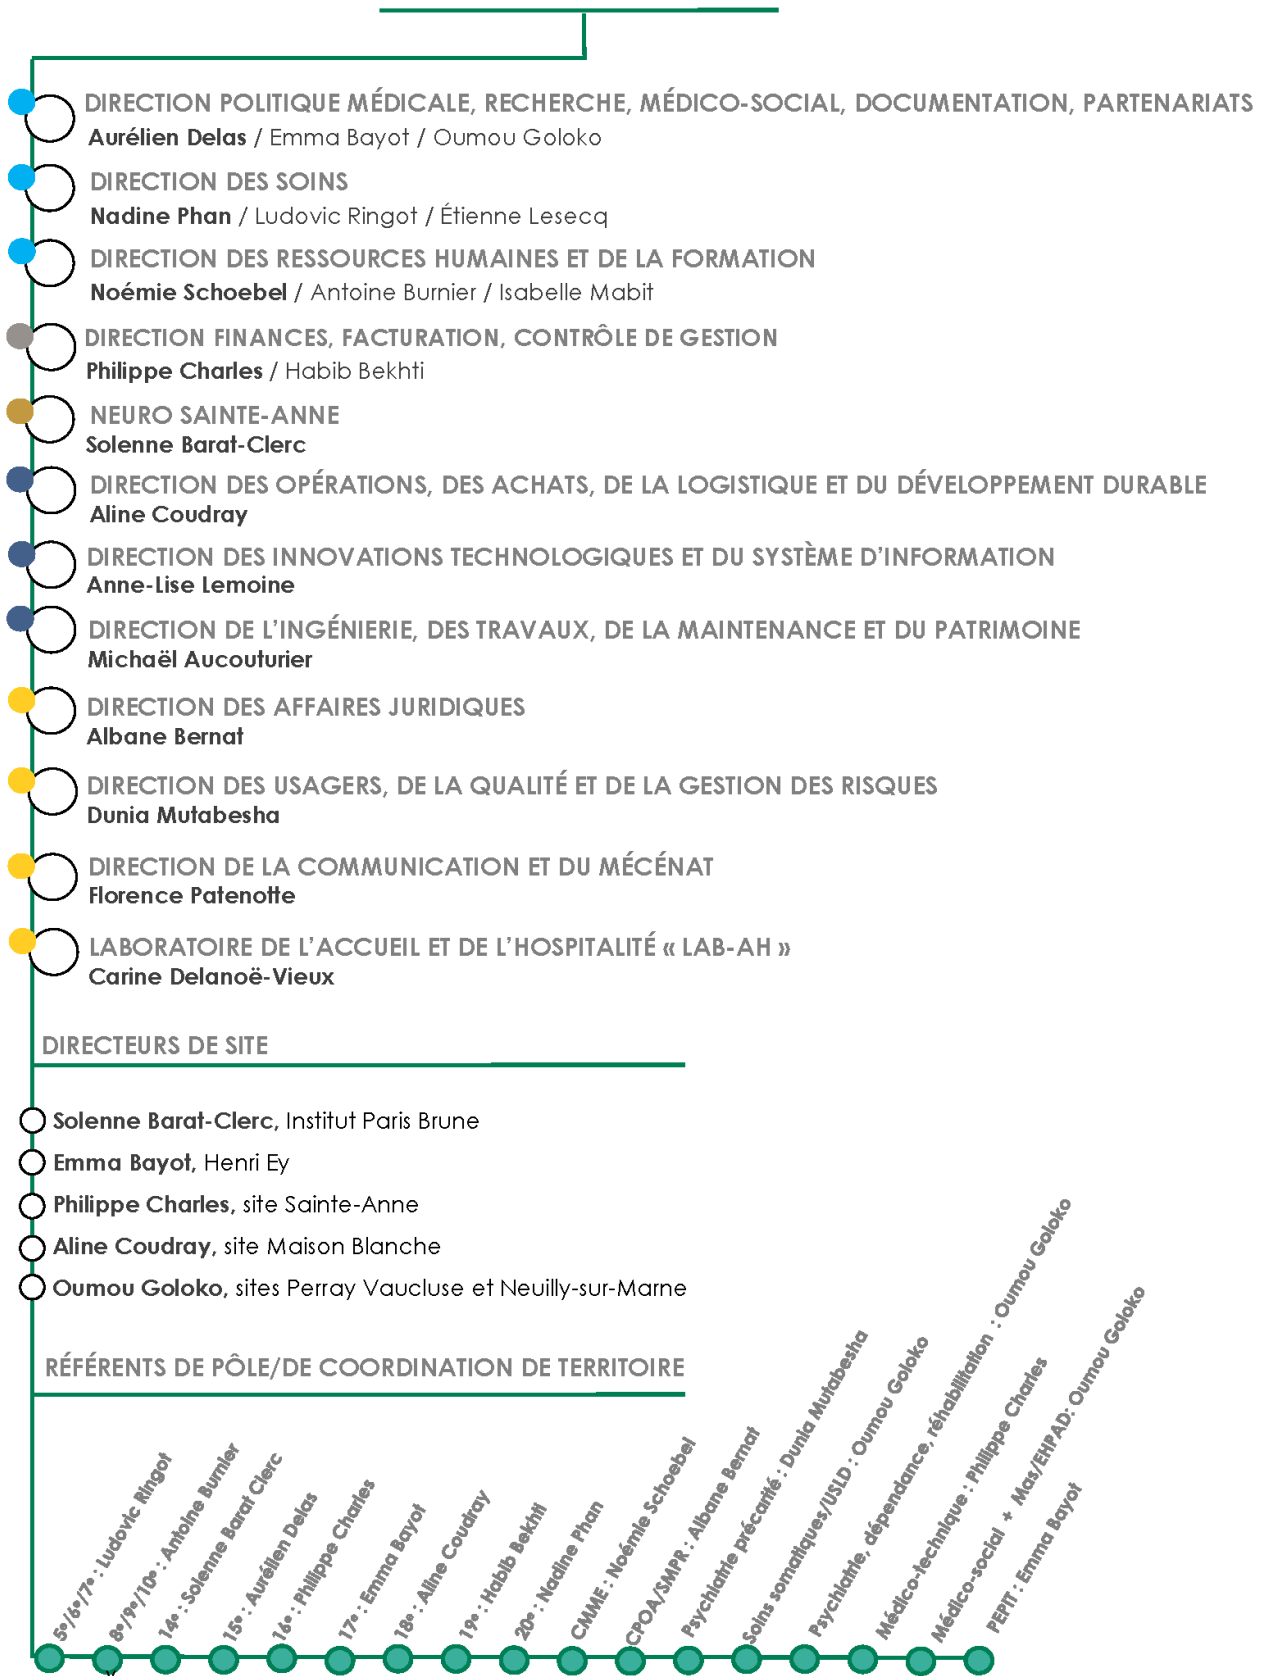 DIRECTION POLITIQUE MÉDICALE, RECHERCHE, MÉDICO-SOCIAL, DOCUMENTATION, PARTENARIATS
Aurélien Delas / Emma Bayot / Oumou Goloko
DIRECTION DES SOINS
Nadine Phan / Ludovic Ringot / Étienne Lesecq
DIRECTION DES RESSOURCES HUMAINES ET DE LA FORMATION
Noémie Schoebel / Antoine Burnier / Isabelle Mabit
DIRECTION FINANCES, FACTURATION, CONTRÔLE DE GESTION
Philippe Charles / Habib Bekhti
NEURO SAINTE-ANNE
Solenne Barat-Clerc
DIRECTION DES OPÉRATIONS, DES ACHATS, DE LA LOGISTIQUE ET DU DÉVELOPPEMENT DURABLE
Aline Coudray
DIRECTION DES INNOVATIONS TECHNOLOGIQUES ET DU SYSTÈME D'INFORMATION
Anne-Lise Lemoine
DIRECTION DE L'INGÉNIERIE, DES TRAVAUX, DE LA MAINTENANCE ET DU PATRIMOINE
Michaël Aucouturier
DIRECTION DES AFFAIRES JURIDIQUES
Albane Bernat
DIRECTION DES USAGERS, DE LA QUALITÉ ET DE LA GESTION DES RISQUES
Dunia Mutabesha
DIRECTION DE LA COMMUNICATION ET DU MÉCÉNAT
Florence Patenotte
LABORATOIRE DE L'ACCUEIL ET DE L'HOSPITALITÉ « LAB-AH »
Carine Delanoë-Vieux
DIRECTEURS DE SITE
Solenne Barat-Clerc, Institut Paris Brune
Emma Bayot, Henri Ey
Philippe Charles, site Sainte-Anne
Aline Coudray, site Maison Blanche
Oumou Goloko, sites Perray Vaucluse et Neuilly-sur-Marne
RÉFÉRENTS DE PÔLE/DE COORDINATION DE TERRITOIRE
5e/6e/7e : Ludovic Ringot
8e/9e/10e : Antoine Burnier
14e : Solenne Barat Clerc
15e : Aurélien Delas
16e : Philippe Charles
17e : Emma Bayot
18e : Aline Coudray
19e : Habib Bekhti
20e : Nadine Phan
CMME : Noémie Schoebel
CPOA/SMPR : Albane Bernat
Psychiatrie précarité : Dunia Mutabesha
Soins somatiques/USLD : Oumou Goloko
Psychiatrie, dépendance, réhabilitation : Oumou Goloko
Médico-technique : Philippe Charles
Médico-social + Mas/EHPAD: Oumou Goloko
PEPIT : Emma Bayot